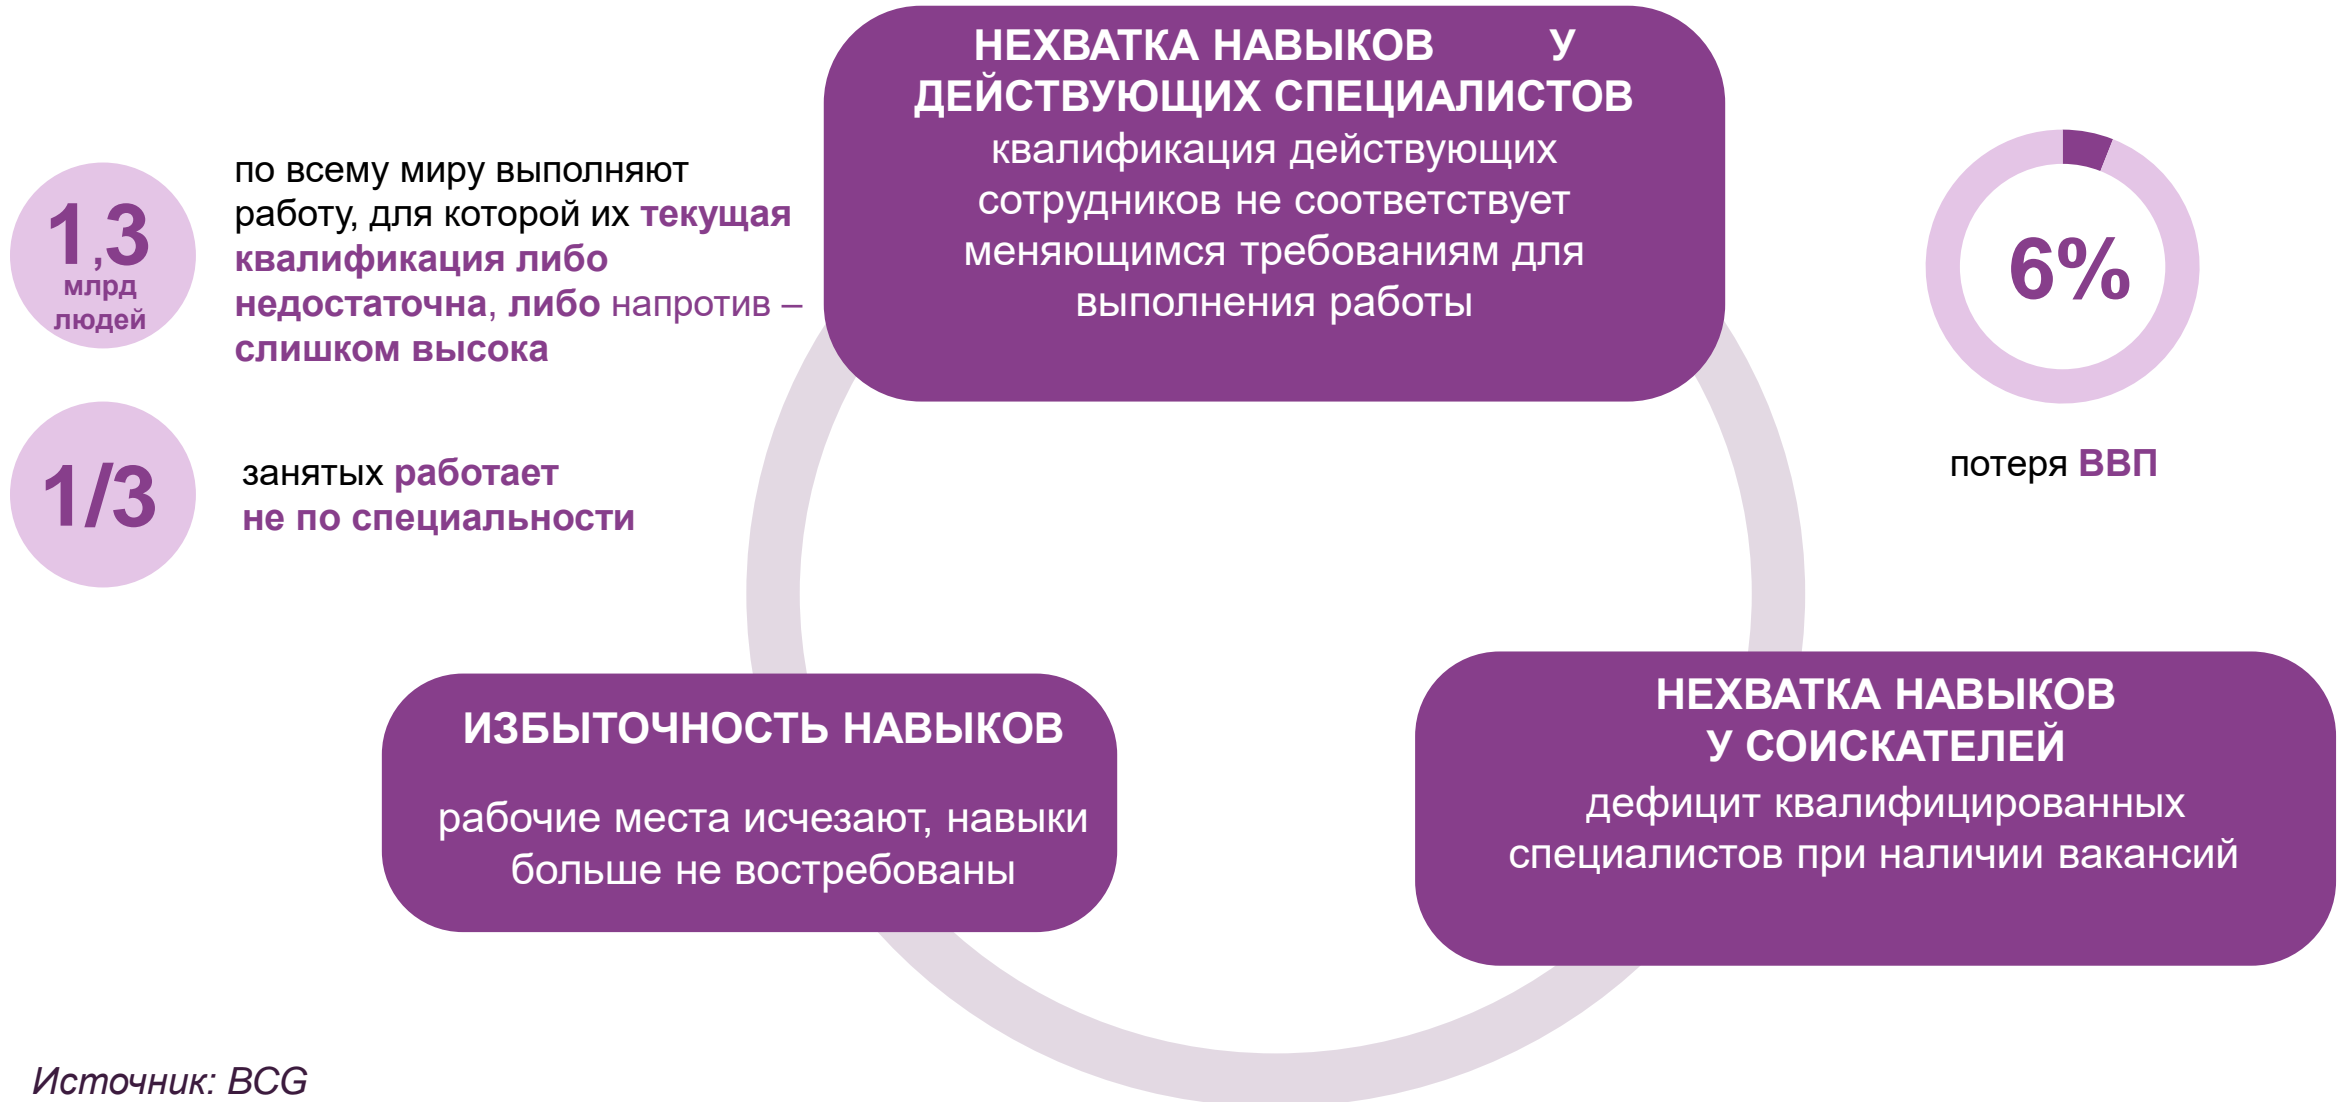 НЕХВАТКА НАВЫКОВ У
ДЕЙСТВУЮЩИХ СПЕЦИАЛИСТОВ
квалификация действующих
сотрудников не соответствует
меняющимся требованиям для
выполнения работы
1,3
млрд
людей
по всему миру выполняют
работу, для которой их текущая
квалификация либо
недостаточна, либо напротив –
слишком высока
1/3
занятых работает
не по специальности
6%
потеря ВВП
ИЗБЫТОЧНОСТЬ НАВЫКОВ
рабочие места исчезают, навыки
больше не востребованы
НЕХВАТКА НАВЫКОВ
У СОИСКАТЕЛЕЙ
дефицит квалифицированных
специалистов при наличии вакансий
Источник: BCG